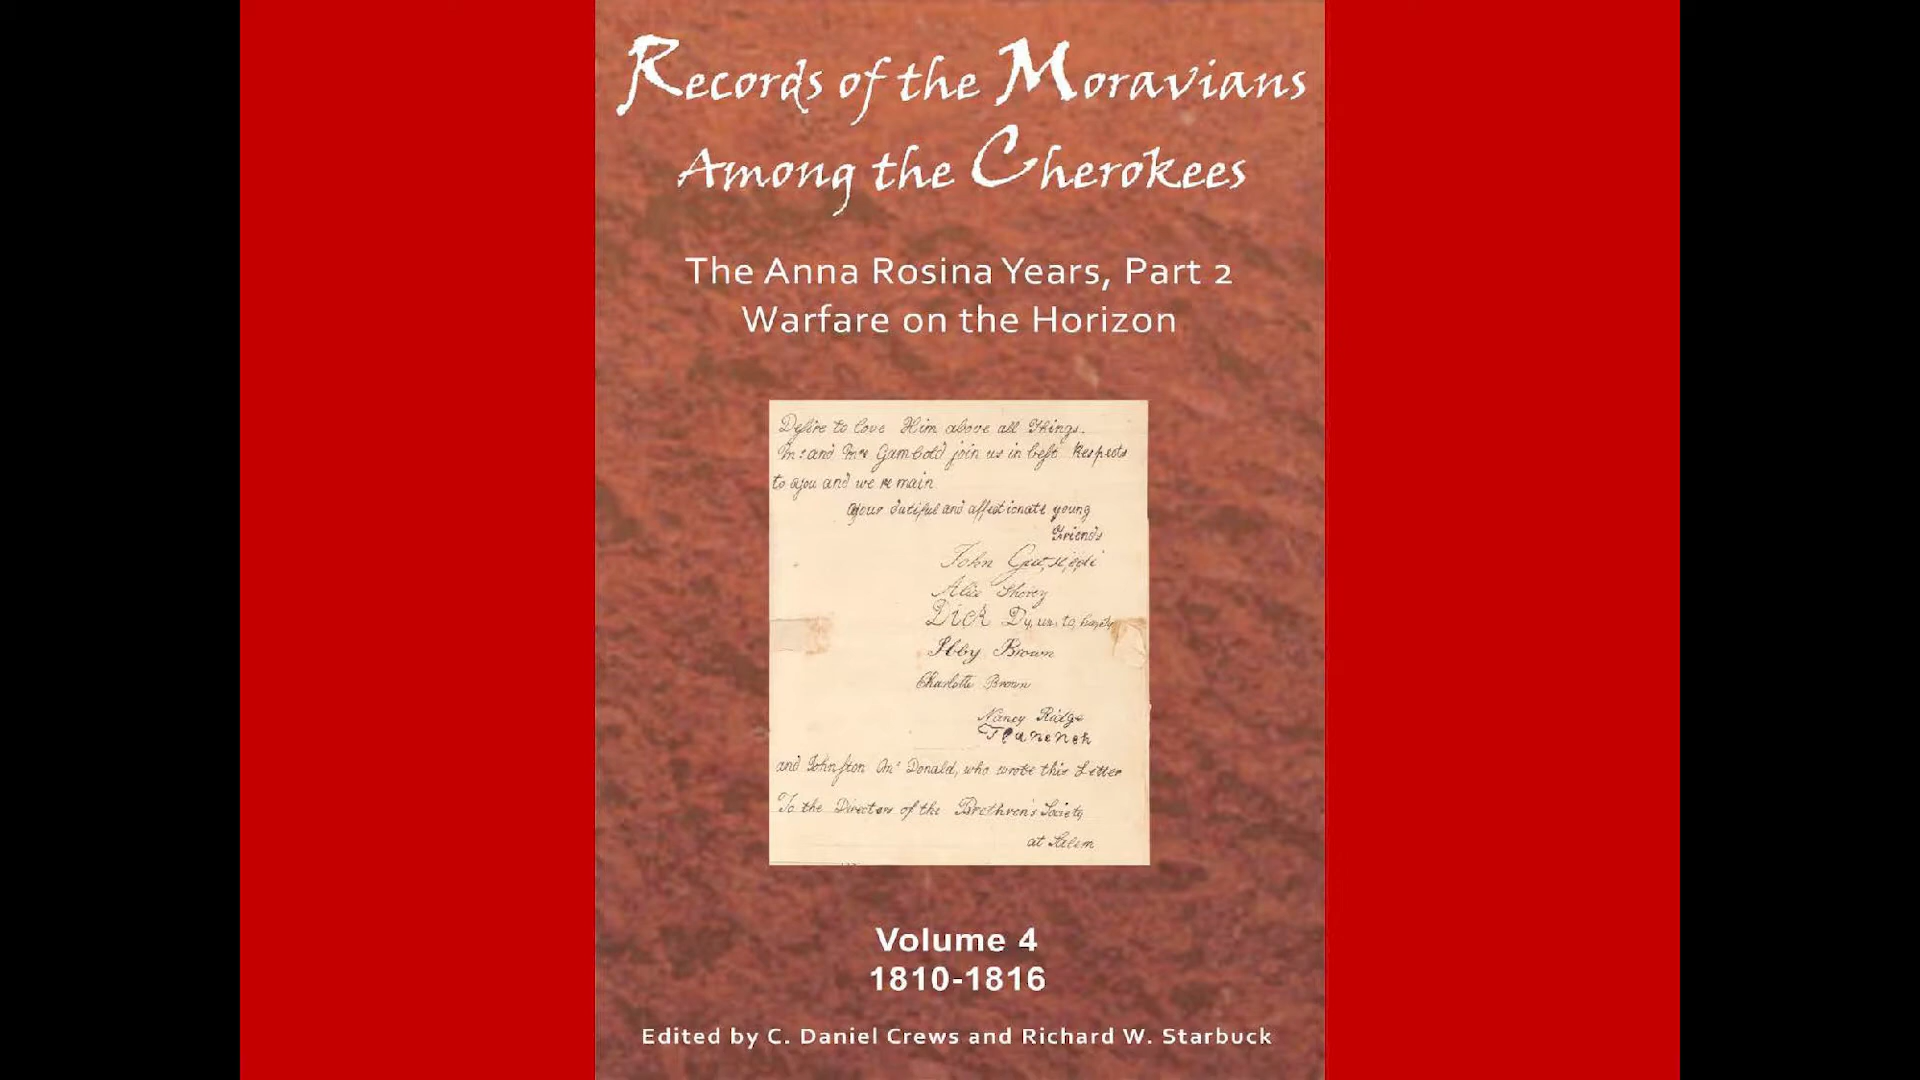 Records of the Moravians
Among the Cherokees
The Anna Rosina Years, Part 2
Warfare on the Horizon
Desire to love Him above all Things.
Mr and Mrs Gambold join us in best Respects
to you and we remain
Your dutiful and affectionate young
Friends
John
Alice Shorey
Dick
Ibby Brown
Charlotte Brown
Nancy Ridge
and Johnston Mc Donald, who wrote this Letter
To the Directors of the Brethren's Society
at Salem
Volume 4
1810-1816
Edited by C. Daniel Crews and Richard W. Starbuck